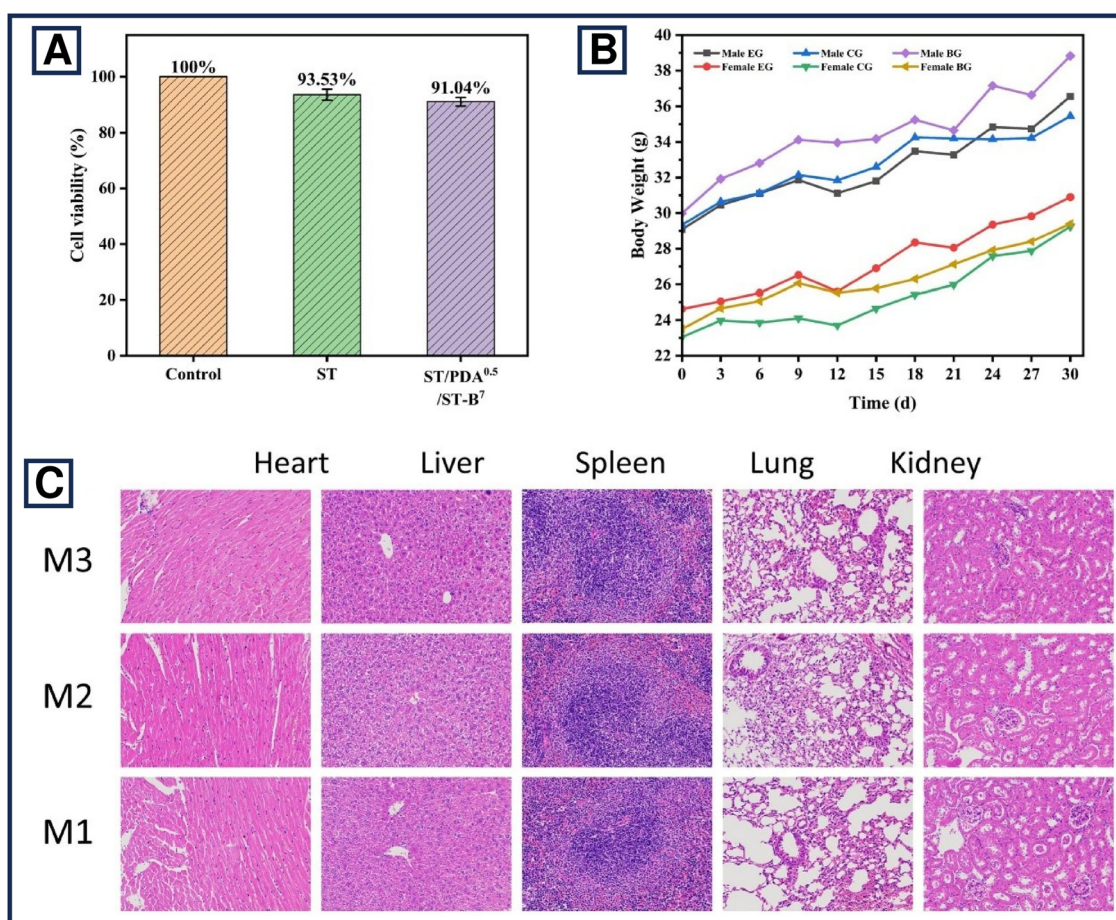 A
100%
93.53%
91.04%
Cell viability (%)
100
80
60
40
20
0
Control
ST
ST/PDA0.5
/ST-B7
B
Male EG
Male CG
Male BG
Female EG
Female CG
Female BG
Body Weight (g)
40
38
36
34
32
30
28
26
24
22
0 3 6 9 12 15 18 21 24 27 30
Time (d)
C
Heart Liver Spleen Lung Kidney
M3
M2
M1